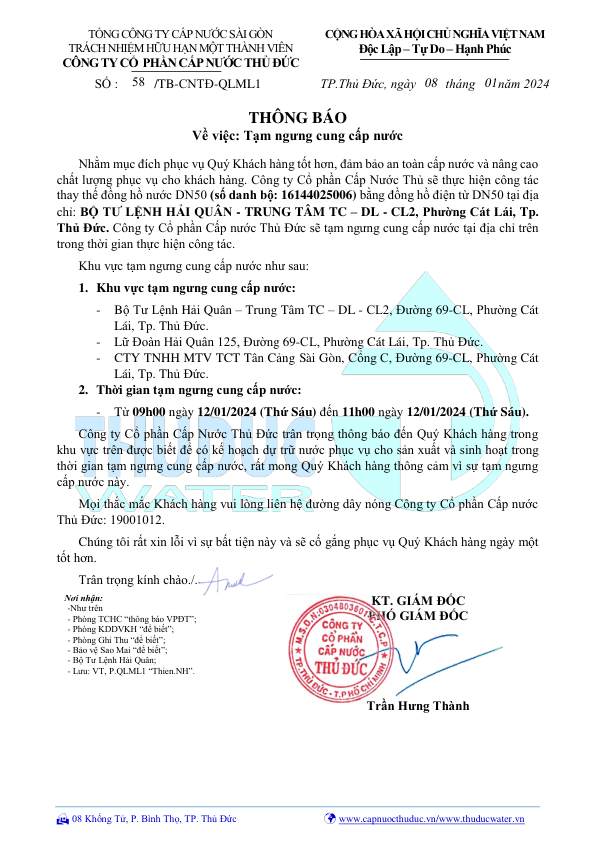 TỔNG CÔNG TY CẤP NƯỚC SÀI GÒN
TRÁCH NHIỆM HỮU HẠN MỘT THÀNH VIÊN
CÔNG TY CỔ PHẦN CẤP NƯỚC THỦ ĐỨC
SỐ : 58 /TB-CNTĐ-QLML1
CỘNG HÒA XÃ HỘI CHỦ NGHĨA VIỆT NAM
Độc Lập – Tự Do – Hạnh Phúc
TP.Thủ Đức, ngày 08 tháng 01năm 2024
THÔNG BÁO
Về việc: Tạm ngưng cung cấp nước
Nhằm mục đích phục vụ Quý Khách hàng tốt hơn, đảm bảo an toàn cấp nước và nâng cao
chất lượng phục vụ cho khách hàng. Công ty Cổ phần Cấp Nước Thủ sẽ thực hiện công tác
thay thế đồng hồ nước DN50 (số danh bộ: 16144025006) bằng đồng hồ điện từ DN50 tại địa
chỉ: BỘ TƯ LỆNH HẢI QUÂN - TRUNG TÂM TC – DL - CL2, Phường Cát Lái, Tp.
Thủ Đức. Công ty Cổ phần Cấp nước Thủ Đức sẽ tạm ngưng cung cấp nước tại địa chỉ trên
trong thời gian thực hiện công tác.
Khu vực tạm ngưng cung cấp nước như sau:
1. Khu vực tạm ngưng cung cấp nước:
- Bộ Tư Lệnh Hải Quân – Trung Tâm TC – DL - CL2, Đường 69-CL, Phường Cát
Lái, Tp. Thủ Đức.
- Lữ Đoàn Hải Quân 125, Đường 69-CL, Phường Cát Lái, Tp. Thủ Đức.
- CTY TNHH MTV TCT Tân Cảng Sài Gòn, Cổng C, Đường 69-CL, Phường Cát
Lái, Tp. Thủ Đức.
2. Thời gian tạm ngưng cung cấp nước:
- Từ 09h00 ngày 12/01/2024 (Thứ Sáu) đến 11h00 ngày 12/01/2024 (Thứ Sáu).
Công ty Cổ phần Cấp Nước Thủ Đức trân trọng thông báo đến Quý Khách hàng trong
khu vực trên được biết để có kế hoạch dự trữ nước phục vụ cho sản xuất và sinh hoạt trong
thời gian tạm ngưng cung cấp nước, rất mong Quý Khách hàng thông cảm vì sự tạm ngưng
cấp nước này.
THUDUC
WATER
Mọi thắc mắc Khách hàng vui lòng liên hệ đường dây nóng Công ty Cổ phần Cấp nước
Thủ Đức: 19001012.
Chúng tôi rất xin lỗi vì sự bất tiện này và sẽ cố gắng phục vụ Quý Khách hàng ngày một
tốt hơn.
Trân trọng kính chào./.
Nơi nhận:
-Như trên
- Phòng TCHC “thông báo VPĐT”;
- Phòng KDDVKH “để biết”;
- Phòng Ghi Thu “để biết”;
- Bảo vệ Sao Mai “để biết”;
- Bộ Tư Lệnh Hải Quân;
- Lưu: VT, P.QLML1 “Thien.NH”.
KT. GIÁM ĐỐC
PHÓ GIÁM ĐỐC
CÔNG TY
CỔ PHẦN
CẤP NƯỚC
THỦ ĐỨC
TP.THỦ ĐỨC - T.P HỒ CHÍ MINH
Trần Hưng Thành
08 Khổng Tử, P. Bình Thọ, TP. Thủ Đức
www.capnuocthuduc.vn/www.thuducwater.vn